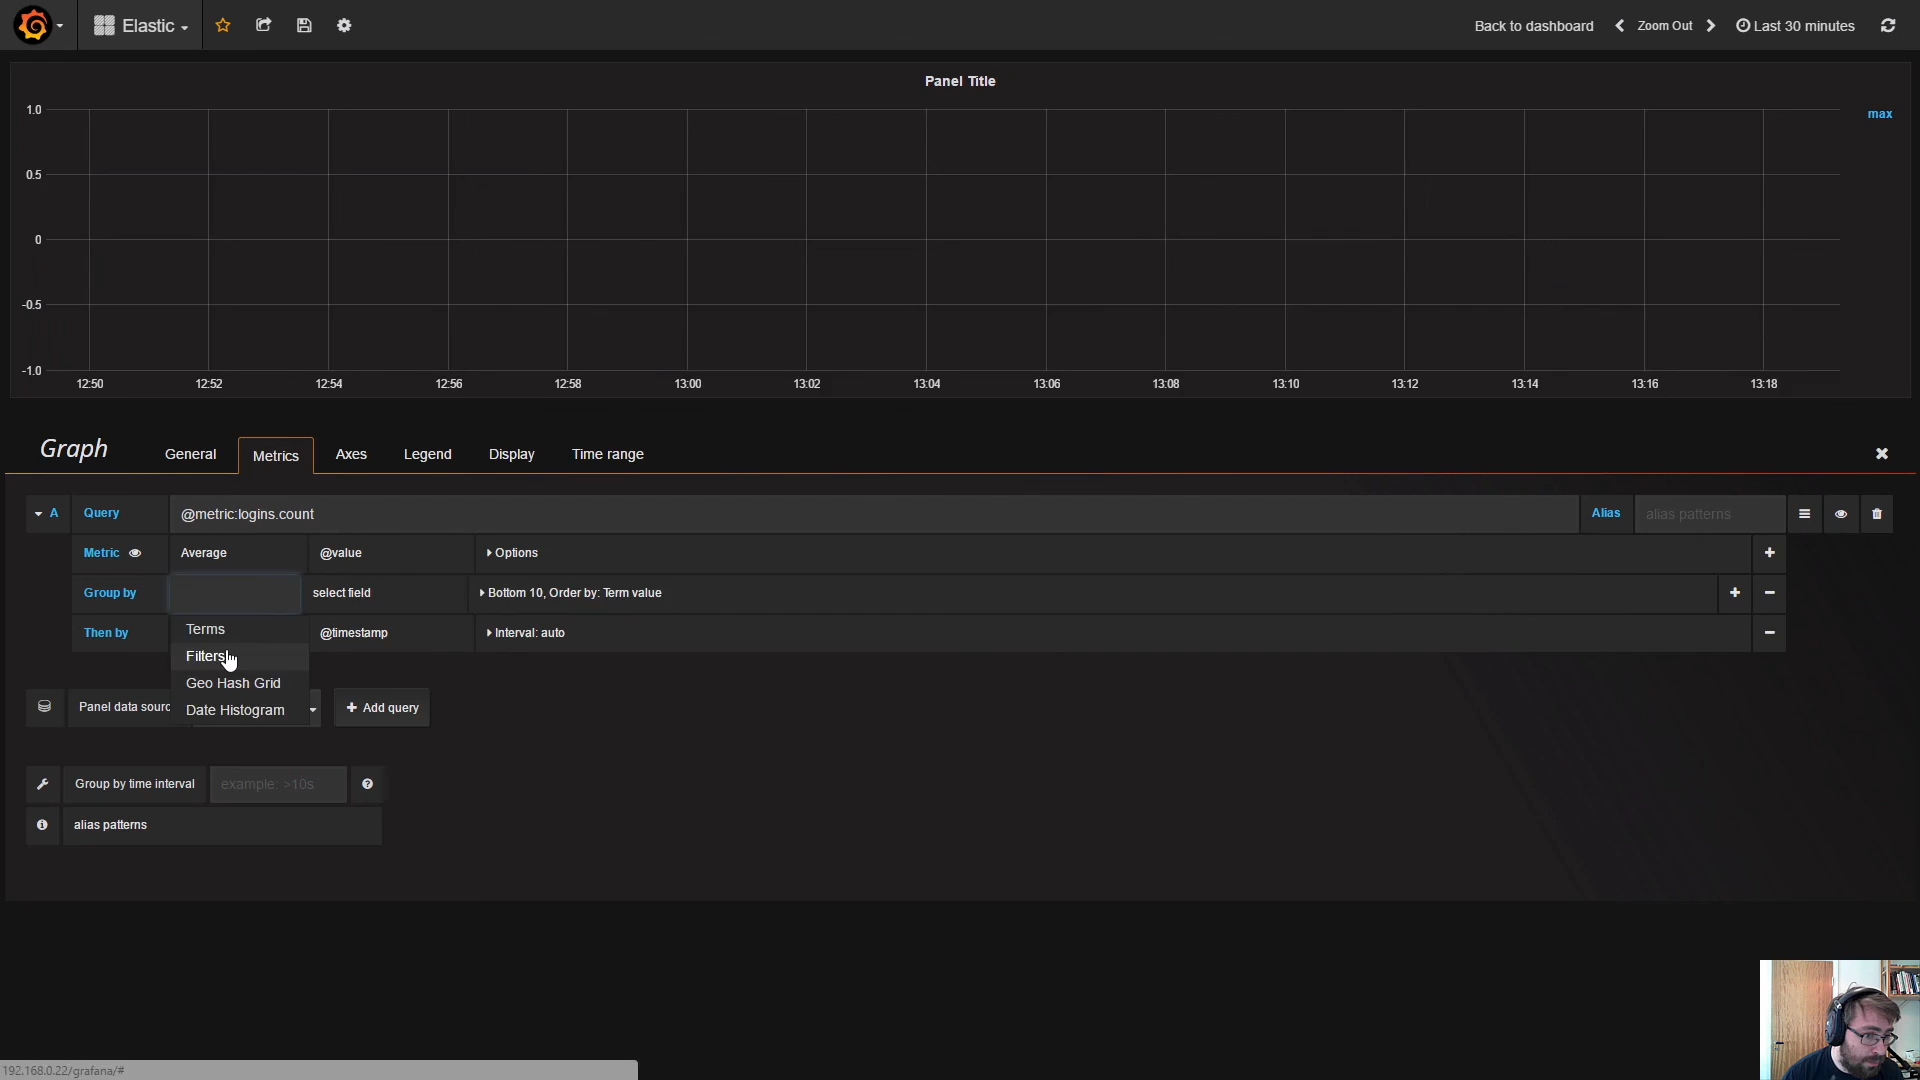 Elastic
Back to dashboard
Zoom Out
Last 30 minutes
Panel Title
max
1.0
0.5
0
-0.5
-1.0
12:50 12:52 12:54 12:56 12:58 13:00 13:02 13:04 13:06 13:08 13:10 13:12 13:14 13:16 13:18
Graph General Metrics Axes Legend Display Time range
A Query @metric:logins.count Alias alias patterns
Metric Average @value Options
Group by select field Bottom 10, Order by: Term value
Then by @timestamp Interval: auto
Terms
Filters
Geo Hash Grid
Date Histogram
Panel data sourc
Add query
Group by time interval example: >10s
alias patterns
192.168.0.22/grafana/#